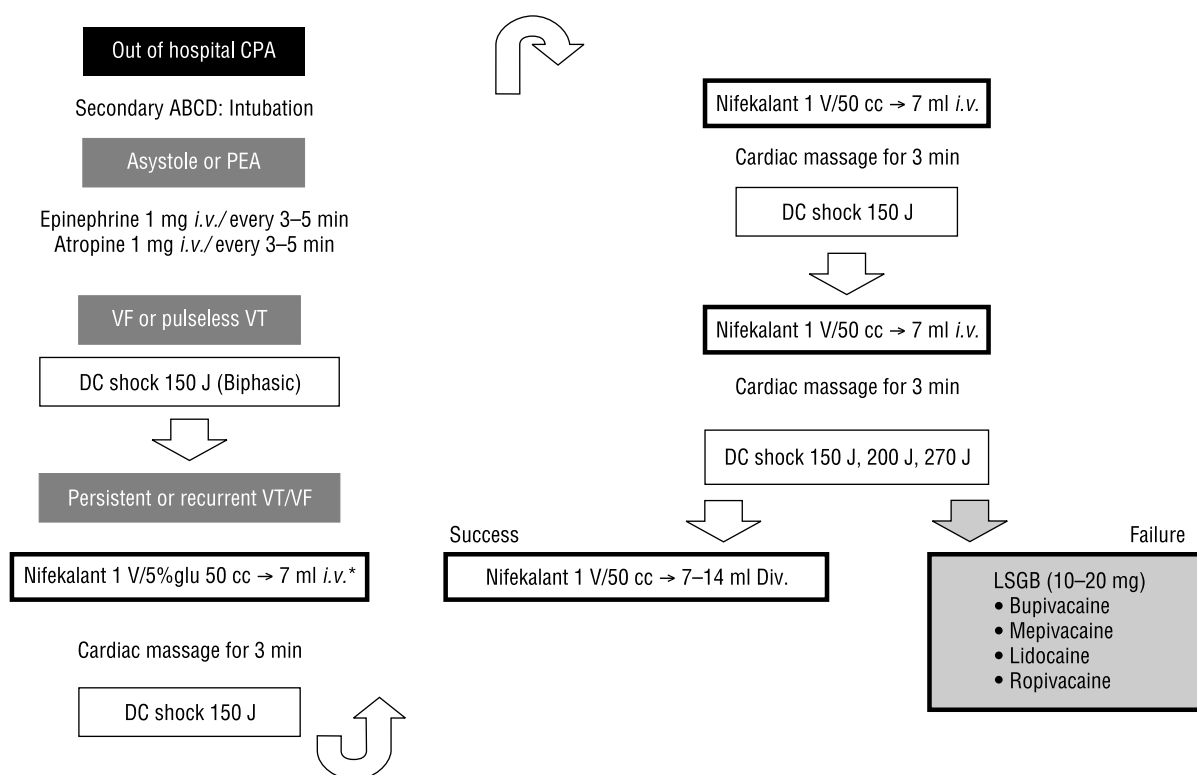 Out of hospital CPA
Secondary ABCD: Intubation
Asystole or PEA
Epinephrine 1 mg i.v./every 3–5 min
Atropine 1 mg i.v./every 3–5 min
VF or pulseless VT
DC shock 150 J (Biphasic)
Persistent or recurrent VT/VF
Nifekalant 1 V/5%glu 50 cc → 7 ml i.v.*
Cardiac massage for 3 min
DC shock 150 J
Nifekalant 1 V/50 cc → 7 ml i.v.
Cardiac massage for 3 min
DC shock 150 J
Nifekalant 1 V/50 cc → 7 ml i.v.
Cardiac massage for 3 min
DC shock 150 J, 200 J, 270 J
Success
Nifekalant 1 V/50 cc → 7–14 ml Div.
Failure
LSGB (10–20 mg)
• Bupivacaine
• Mepivacaine
• Lidocaine
• Ropivacaine